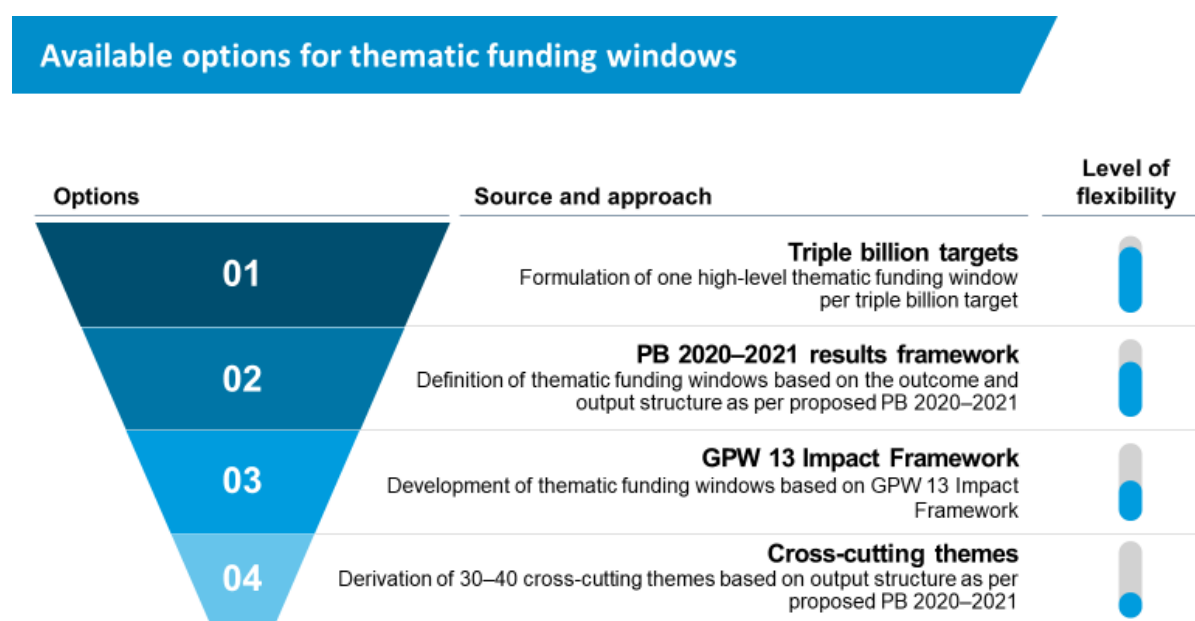 Available options for thematic funding windows
Options
Source and approach
Level of
flexibility
01
Triple billion targets
Formulation of one high-level thematic funding window
per triple billion target
02
PB 2020–2021 results framework
Definition of thematic funding windows based on the outcome and
output structure as per proposed PB 2020–2021
03
GPW 13 Impact Framework
Development of thematic funding windows based on GPW 13 Impact
Framework
04
Cross-cutting themes
Derivation of 30–40 cross-cutting themes based on output structure as per
proposed PB 2020–2021